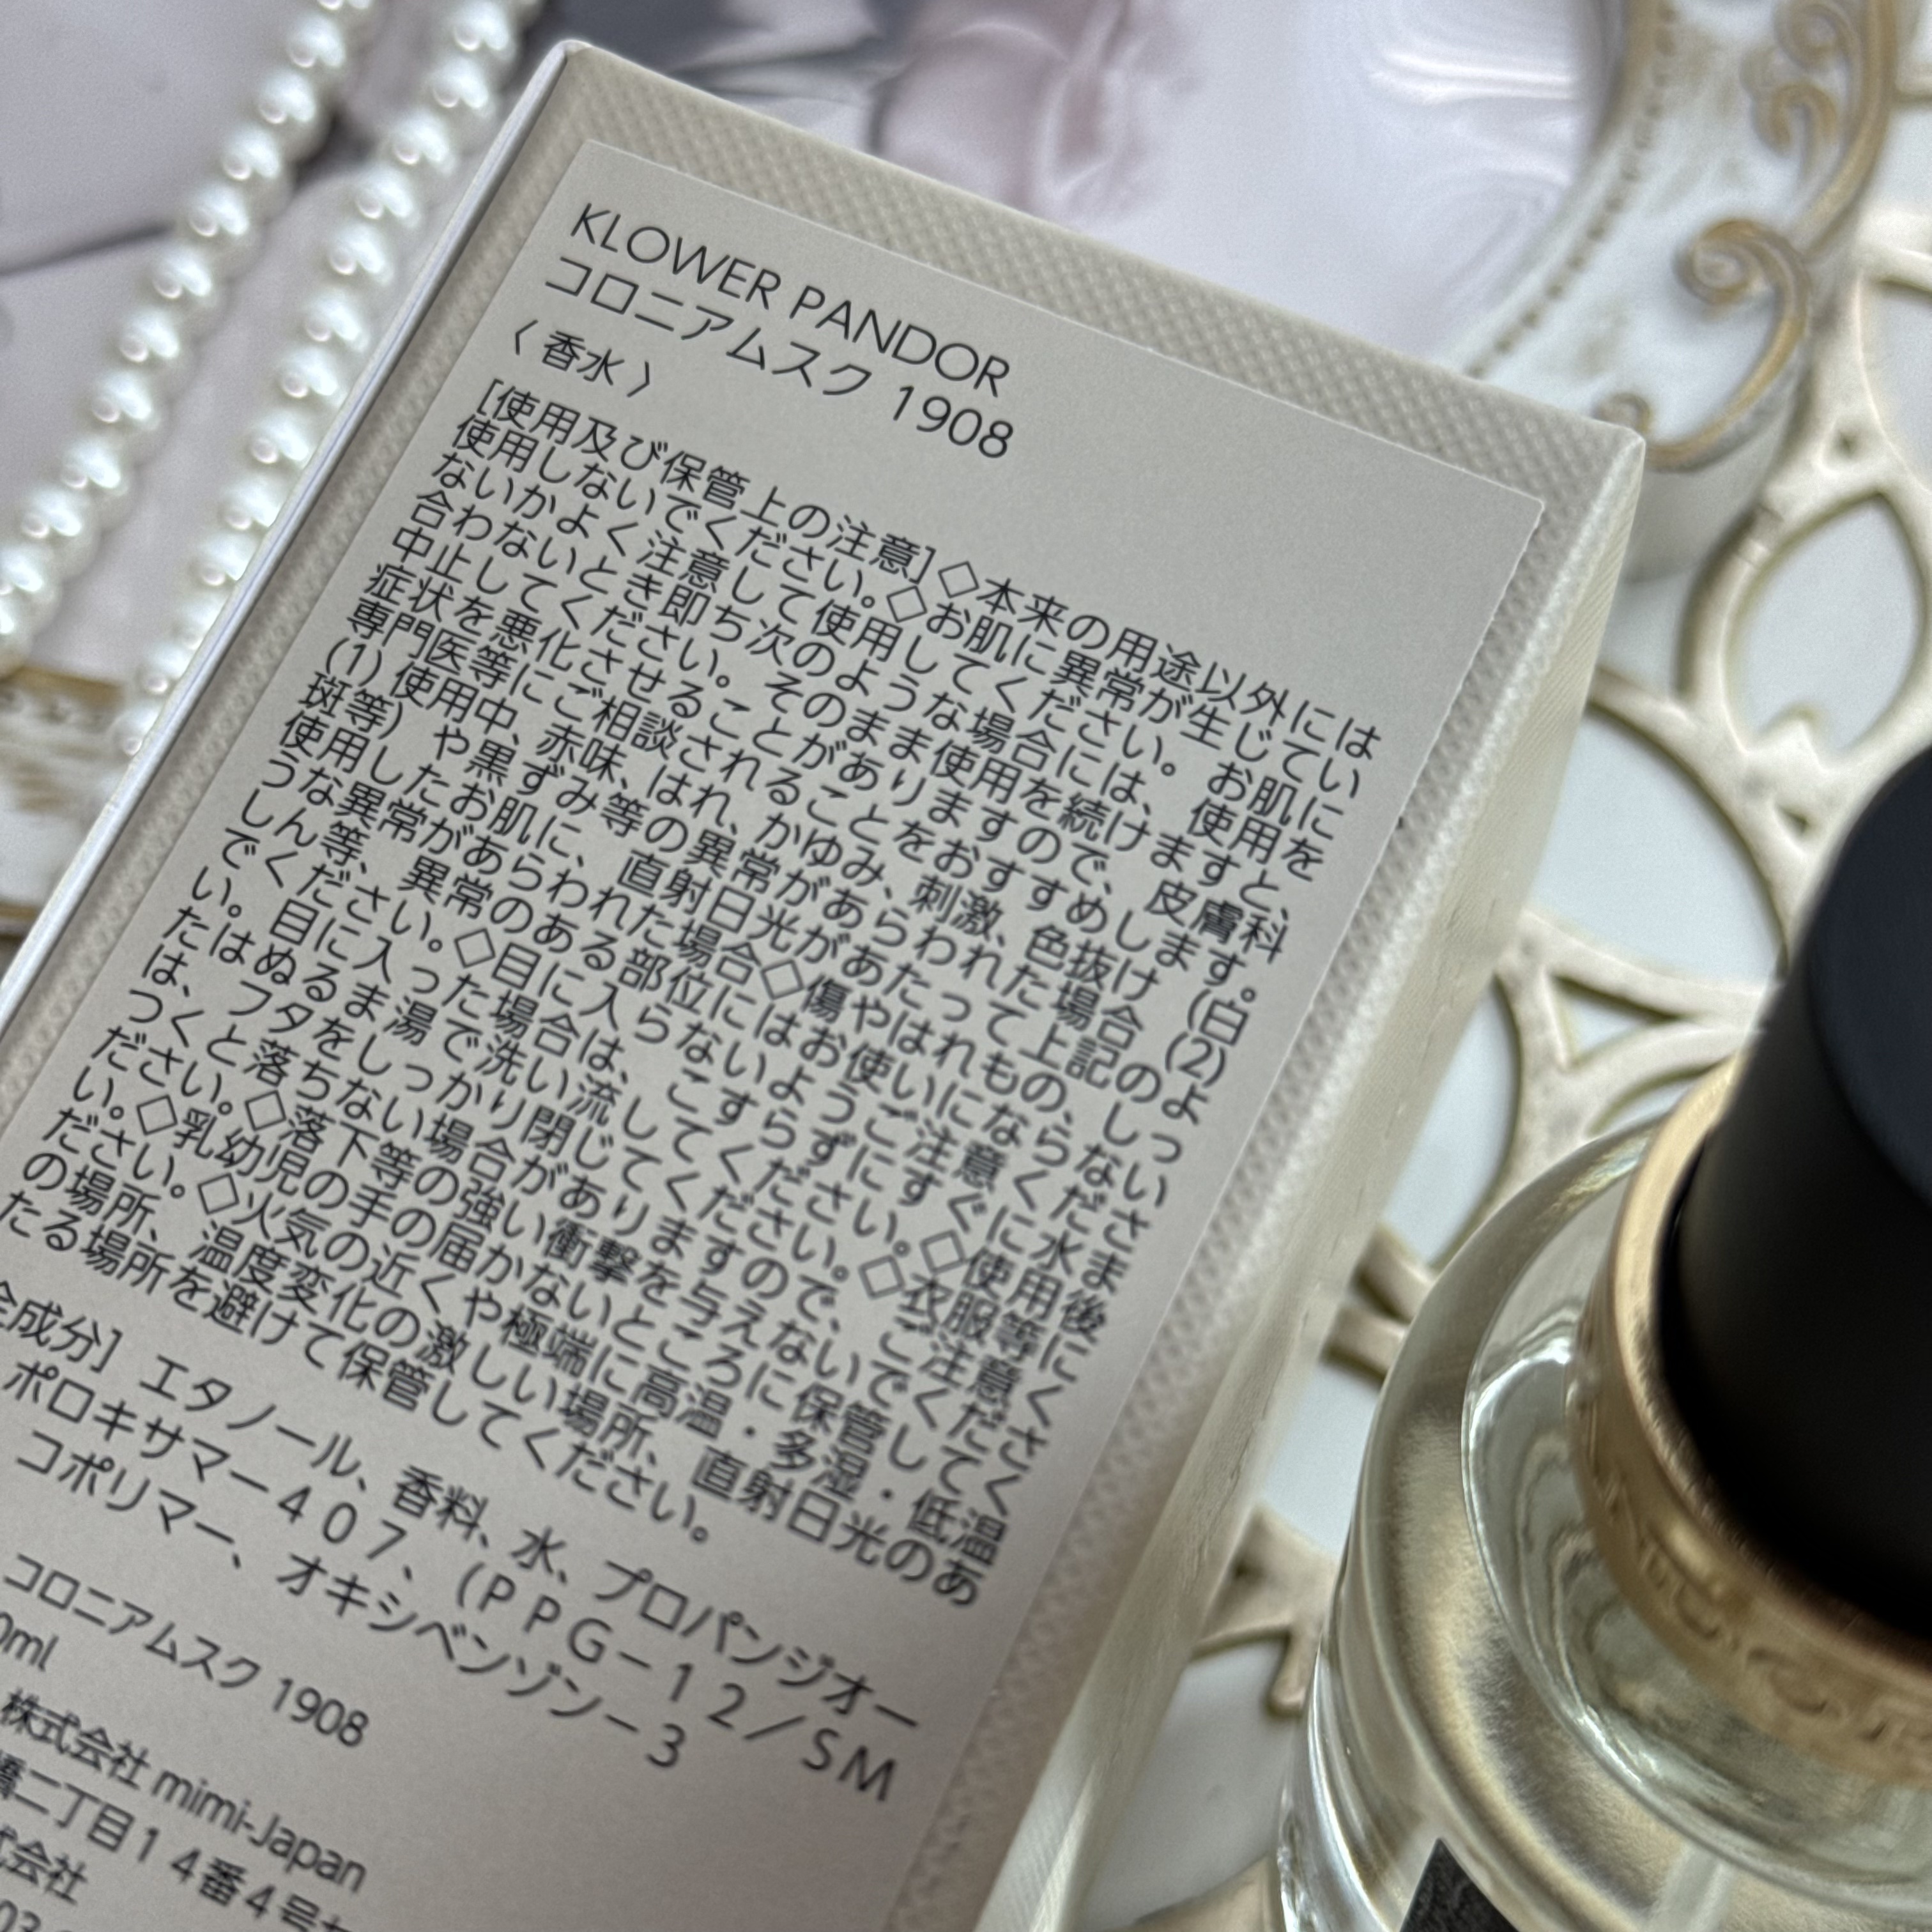 KLOWER PANDOR
コロニアムスク 1908
〈 香水 〉
[使用及び保管上の注意]◇本来の用途以外には
使用しないでください。◇お肌に異常が生じてい
ないかよく注意して使用してください。お肌に
合わないとき即ち次のような場合には、使用を
中止してください。そのまま使用を続けますと、
症状を悪化させることがありますので、皮膚科
専門医等にご相談されることをおすすめします。
(1) 使用中、赤味、はれ、かゆみ、刺激、色抜け（白
斑等）や黒ずみ等の異常があらわれた場合 (2)
使用したお肌に、直射日光があたって上記のよ
うな異常があらわれた場合◇傷やはれもの、しっ
しん等、異常のある部位にはお使いにならない
でください。◇目に入らないようご注意くださ
い。目に入った場合は、こすらずにすぐに水ま
たはぬるま湯で洗い流してください。◇使用後
は、フタをしっかり閉じてください。◇衣服等に
つくと落ちない場合がありますので、ご注意く
ださい。◇落下等の強い衝撃を与えないでくださ
い。◇乳幼児の手の届かないところに保管してく
ださい。◇火気の近くや極端に高温・多湿・低温
の場所、温度変化の激しい場所、直射日光のあ
たる場所を避けて保管してください。
全成分］エタノール、香料、水、プロパンジオー
ポロキサマー４０７、（ＰＰＧ－１２／ＳＭ
コポリマー、オキシベンゾン－３
コロニアムスク 1908
0ml
株式会社 mimi-Japan
橋二丁目１４番４号
式会社
03